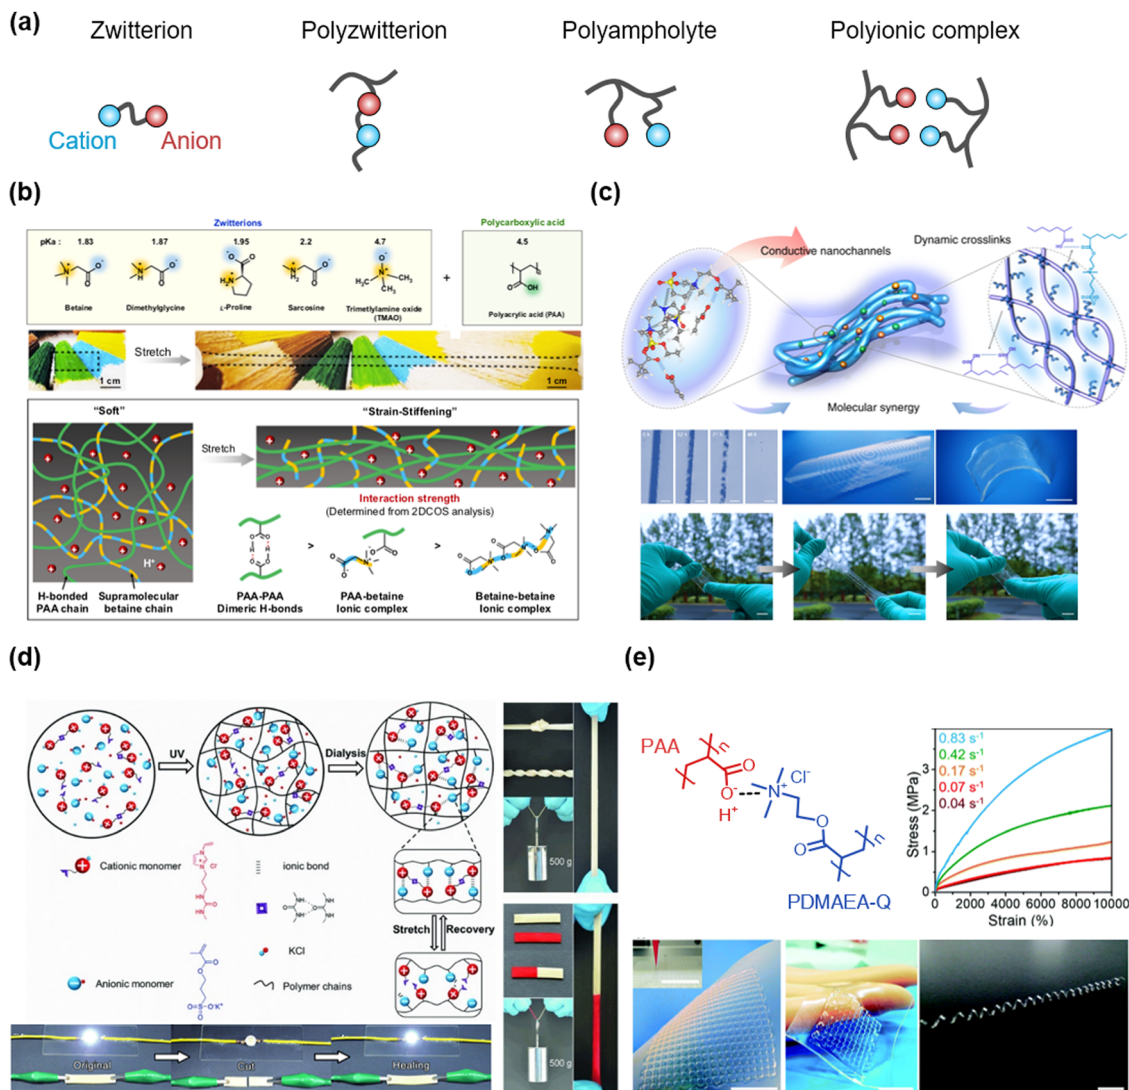 (a)
Zwitterion
Polyzwitterion
Polyampholyte
Polyionic complex
Cation
Anion
(b)
Zwitterions
Polycarboxylic acid
pKa :
1.83
1.87
1.95
2.2
4.7
4.5
+
Betaine
Dimethylglycine
L-Proline
Sarcosine
Trimetylamine oxide
(TMAO)
Polyacrylic acid (PAA)
Stretch
1 cm
1 cm
"Soft"
"Strain-Stiffening"
Stretch
Interaction strength
(Determined from 2DCOS analysis)
H+
>
>
H-bonded
PAA chain
Supramolecular
betaine chain
PAA-PAA
Dimeric H-bonds
PAA-betaine
Ionic complex
Betaine-betaine
Ionic complex
(c)
Conductive nanochannels
Dynamic crosslinks
Molecular synergy
(d)
UV
Dialysis
Cationic monomer
ionic bond
KCl
Anionic monomer
Polymer chains
Stretch
Recovery
500 g
500 g
Original
Cut
Healing
(e)
PAA
H+
Cl-
PDMAEA-Q
0.83 s-1
0.42 s-1
0.17 s-1
0.07 s-1
0.04 s-1
Stress (MPa)
3
2
1
0
0 2000 4000 6000 8000 10000
Strain (%)